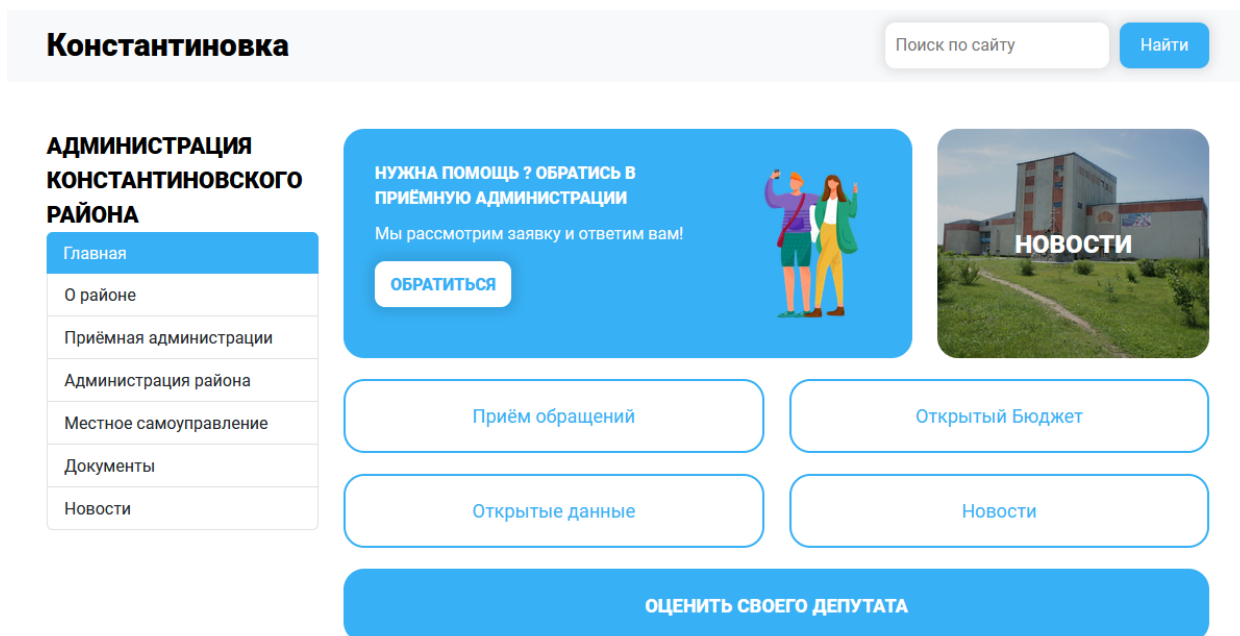 Константиновка
Поиск по сайту
Найти
АДМИНИСТРАЦИЯ
КОНСТАНТИНОВСКОГО
РАЙОНА
Главная
О районе
Приёмная администрации
Администрация района
Местное самоуправление
Документы
Новости
НУЖНА ПОМОЩЬ ? ОБРАТИСЬ В
ПРИЁМНУЮ АДМИНИСТРАЦИИ
Мы рассмотрим заявку и ответим вам!
ОБРАТИТЬСЯ
НОВОСТИ
Приём обращений
Открытый Бюджет
Открытые данные
Новости
ОЦЕНИТЬ СВОЕГО ДЕПУТАТА